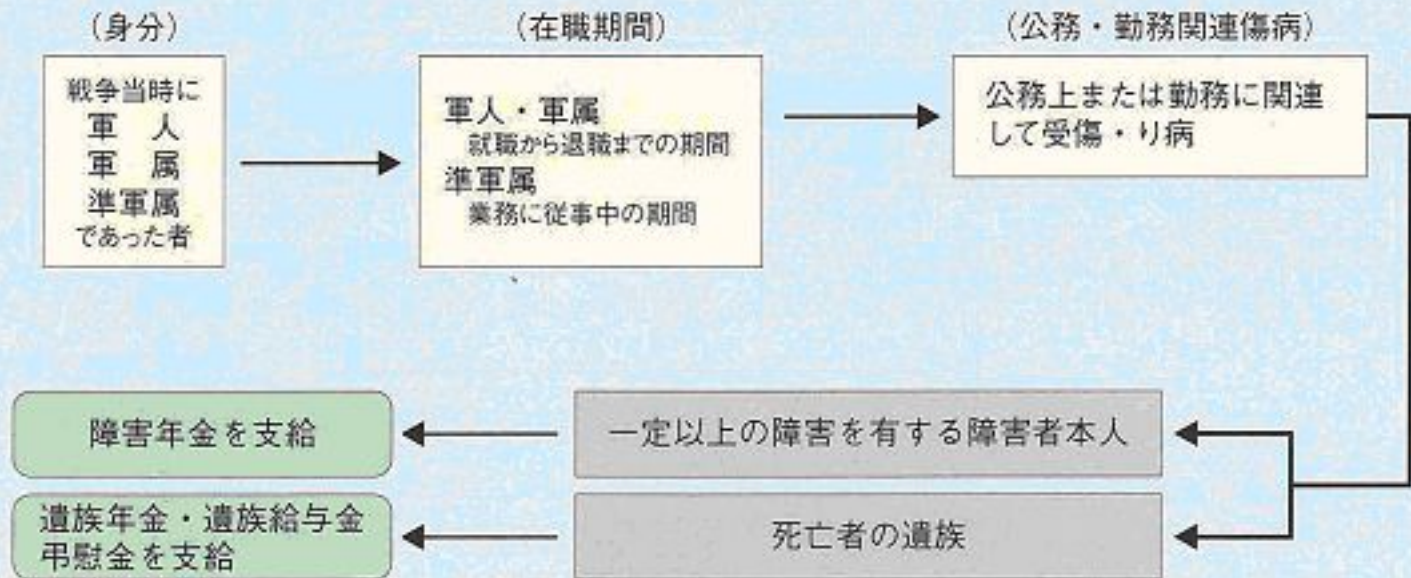 (身分)
戦争当時に
軍 人
軍 属
準軍属
であった者
(在職期間)
軍人・軍属
就職から退職までの期間
準軍属
業務に従事中の期間
(公務・勤務関連傷病)
公務上または勤務に関連
して受傷・り病
障害年金を支給
一定以上の障害を有する障害者本人
遺族年金・遺族給与金
弔慰金を支給
死亡者の遺族